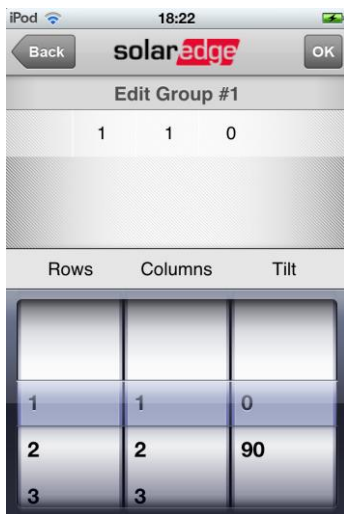 iPod 18:22
Back solaredge OK
Edit Group #1
1 1 0
Rows Columns Tilt
1 1 0
2 2 90
3 3